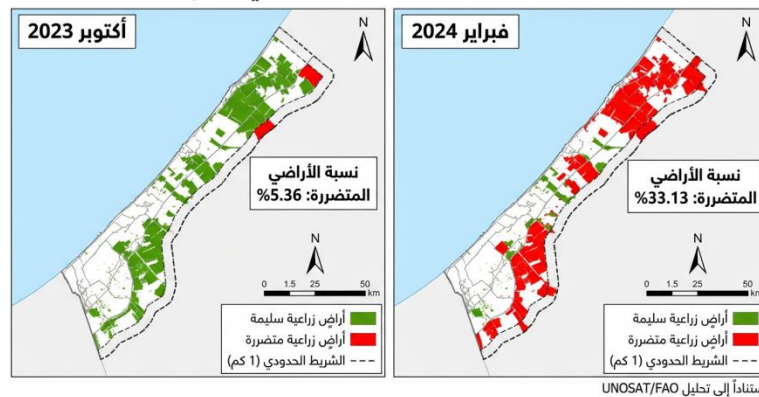 أكتوبر 2023
N
نسبة الأراضي
المتضررة: 5.36%
N
0 1.5 25 50
km
أراضٍ زراعية سليمة
أراضٍ زراعية متضررة
الشريط الحدودي (1 كم)
فبراير 2024
N
نسبة الأراضي
المتضررة: 33.13%
N
0 1.5 25 50
km
أراضٍ زراعية سليمة
أراضٍ زراعية متضررة
الشريط الحدودي (1 كم)
ستناداً إلى تحليل UNOSAT/FAO